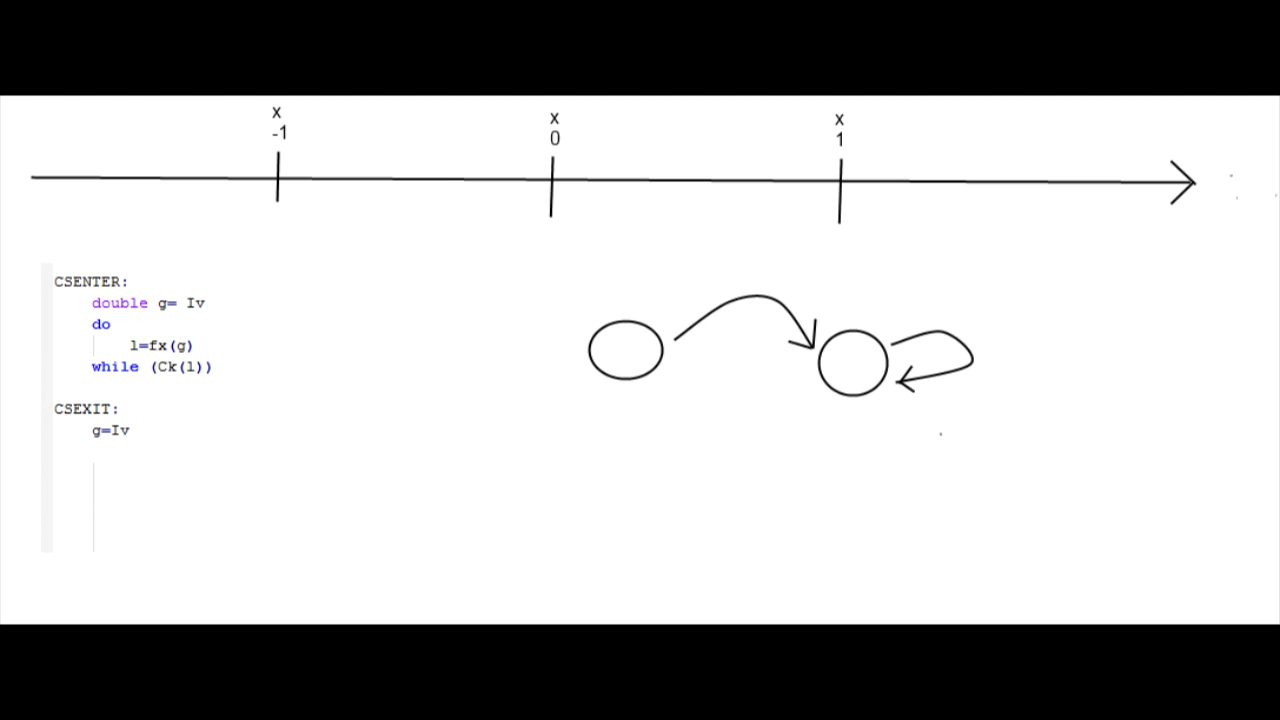 x
-1
x
0
x
1
CSENTER:
double g= Iv
do
l=fx(g)
while (Ck(l))
CSEXIT:
g=Iv